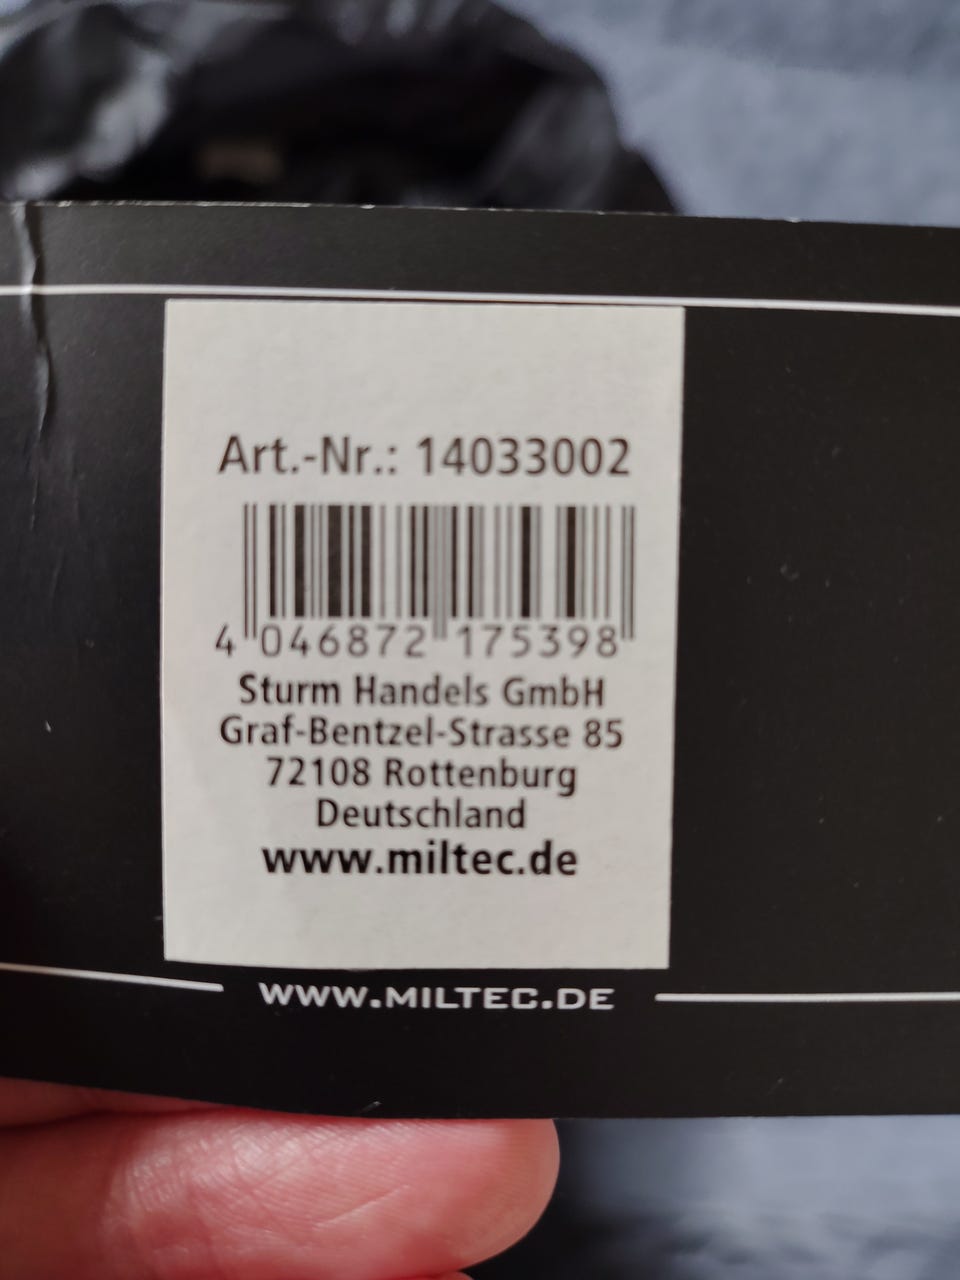 Art.-Nr.: 14033002
4 046872 175398
Sturm Handels GmbH
Graf-Bentzel-Strasse 85
72108 Rottenburg
Deutschland
www.miltec.de
WWW.MILTEC.DE